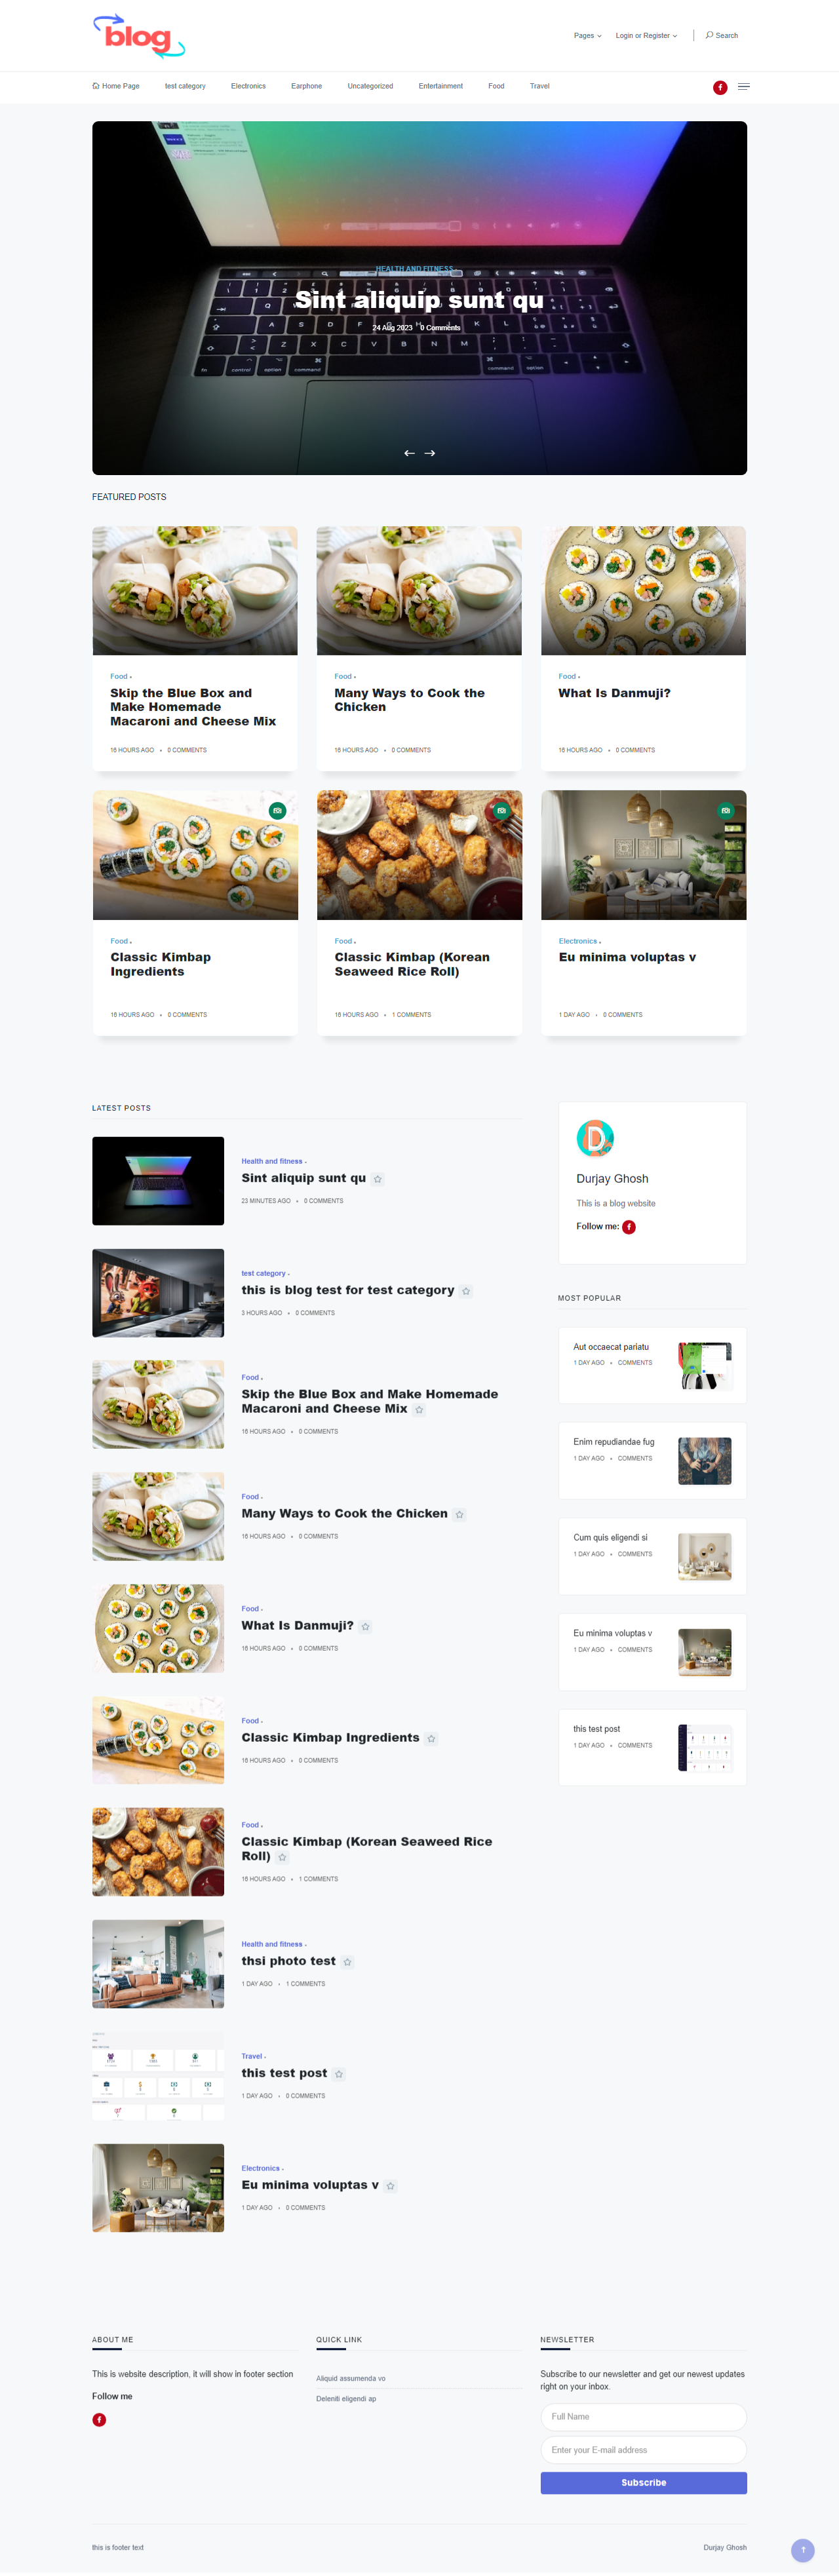 blog
Pages
Login or Register
Search
Home Page
test category
Electronics
Earphone
Uncategorized
Entertainment
Food
Travel
HEALTH AND FITNESS
Sint aliquip sunt qu
24 Aug 2023 0 Comments
FEATURED POSTS
Food •
Skip the Blue Box and
Make Homemade
Macaroni and Cheese Mix
16 HOURS AGO • 0 COMMENTS
Food •
Many Ways to Cook the
Chicken
16 HOURS AGO • 0 COMMENTS
Food •
What Is Danmuji?
16 HOURS AGO • 0 COMMENTS
Food •
Classic Kimbap
Ingredients
16 HOURS AGO • 0 COMMENTS
Food •
Classic Kimbap (Korean
Seaweed Rice Roll)
16 HOURS AGO • 1 COMMENTS
Electronics •
Eu minima voluptas v
1 DAY AGO • 0 COMMENTS
LATEST POSTS
Health and fitness •
Sint aliquip sunt qu
23 MINUTES AGO • 0 COMMENTS
test category •
this is blog test for test category
3 HOURS AGO • 0 COMMENTS
Food •
Skip the Blue Box and Make Homemade
Macaroni and Cheese Mix
16 HOURS AGO • 0 COMMENTS
Food •
Many Ways to Cook the Chicken
16 HOURS AGO • 0 COMMENTS
Food •
What Is Danmuji?
16 HOURS AGO • 0 COMMENTS
Food •
Classic Kimbap Ingredients
16 HOURS AGO • 0 COMMENTS
Food •
Classic Kimbap (Korean Seaweed Rice
Roll)
16 HOURS AGO • 1 COMMENTS
Health and fitness •
thsi photo test
1 DAY AGO • 1 COMMENTS
Travel •
this test post
1 DAY AGO • 0 COMMENTS
Electronics •
Eu minima voluptas v
1 DAY AGO • 0 COMMENTS
D
Durjay Ghosh
This is a blog website
Follow me:
MOST POPULAR
Aut occaecat pariatu
1 DAY AGO • COMMENTS
Enim repudiandae fug
1 DAY AGO • COMMENTS
Cum quis eligendi si
1 DAY AGO • COMMENTS
Eu minima voluptas v
1 DAY AGO • COMMENTS
this test post
1 DAY AGO • COMMENTS
ABOUT ME
This is website description, it will show in footer section
Follow me
QUICK LINK
Aliquid assumenda vo
Deleniti eligendi ap
NEWSLETTER
Subscribe to our newsletter and get our newest updates
right on your inbox.
Full Name
Enter your E-mail address
Subscribe
this is footer text
Durjay Ghosh